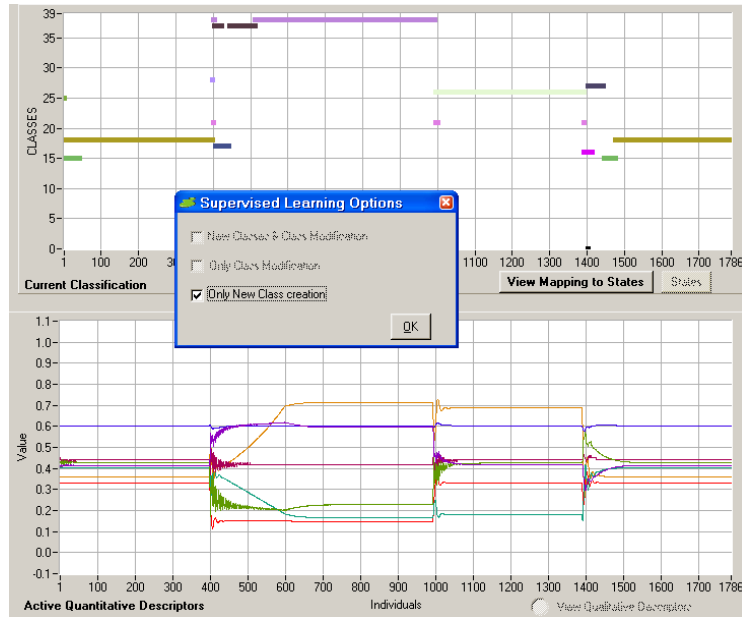 39-
35-
30-
25-
20-
15-
10-
5-
0-
CLASSES
1 100 200 300 1100 1200 1300 1400 1500 1600 1786
Current Classification
View Mapping to States
States
Supervised Learning Options
New Classes & Class Modification
Only Class Modification
Only New Class creation
OK
1.1-
1.0-
0.9-
0.8-
0.7-
0.6-
0.5-
0.4-
0.3-
0.2-
0.1-
0.0-
-0.1-
Value
1 100 200 300 400 500 600 700 800 900 1000 1100 1200 1300 1400 1500 1600 1786
Active Quantitative Descriptors
Individuals
View Qualitative Descriptors